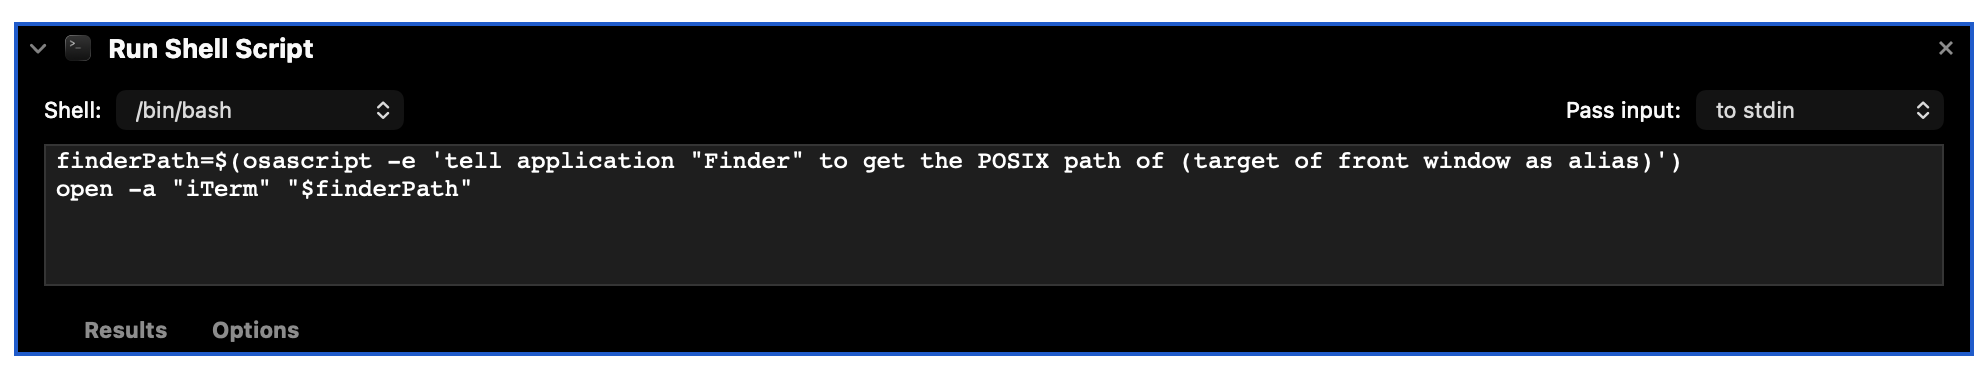 Run Shell Script
Shell: /bin/bash Pass input: to stdin
finderPath=$(osascript -e 'tell application "Finder" to get the POSIX path of (target of front window as alias)')
open -a "iTerm" "$finderPath"
Results Options